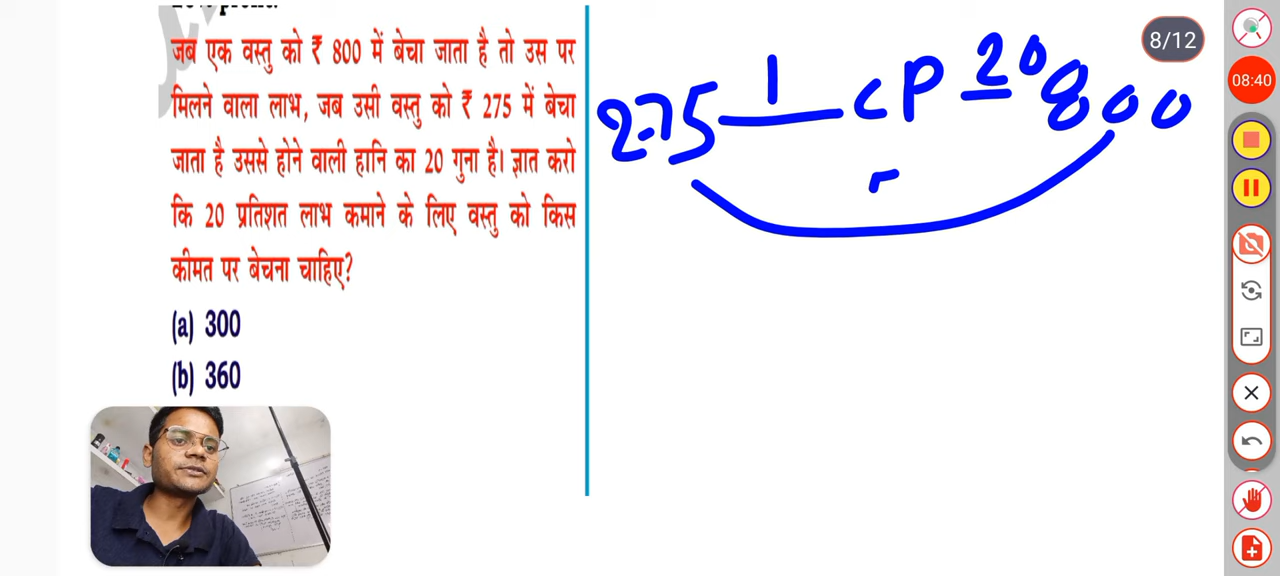 जब एक वस्तु को ₹ 800 में बेचा जाता है तो उस पर
मिलने वाला लाभ, जब उसी वस्तु को ₹ 275 में बेचा
जाता है उससे होने वाली हानि का 20 गुना है। ज्ञात करो
कि 20 प्रतिशत लाभ कमाने के लिए वस्तु को किस
कीमत पर बेचना चाहिए?
(a) 300
(b) 360
275 1 CP 20 800
8/12
08:40